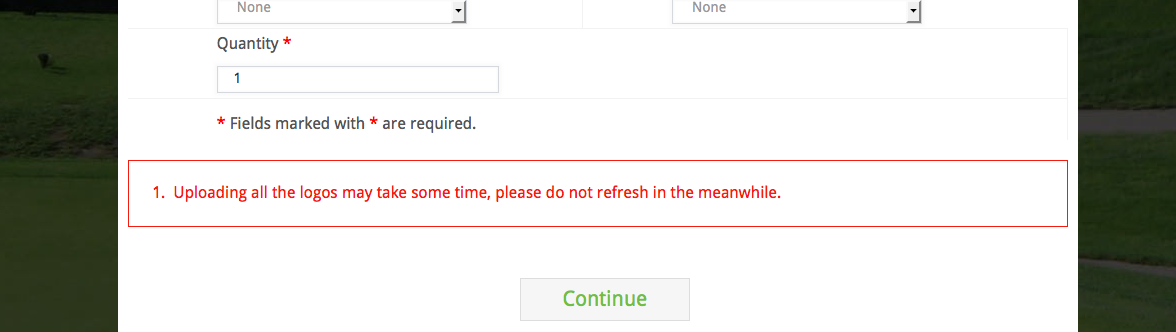 None None
Quantity *
1
* Fields marked with * are required.
1. Uploading all the logos may take some time, please do not refresh in the meanwhile.
Continue